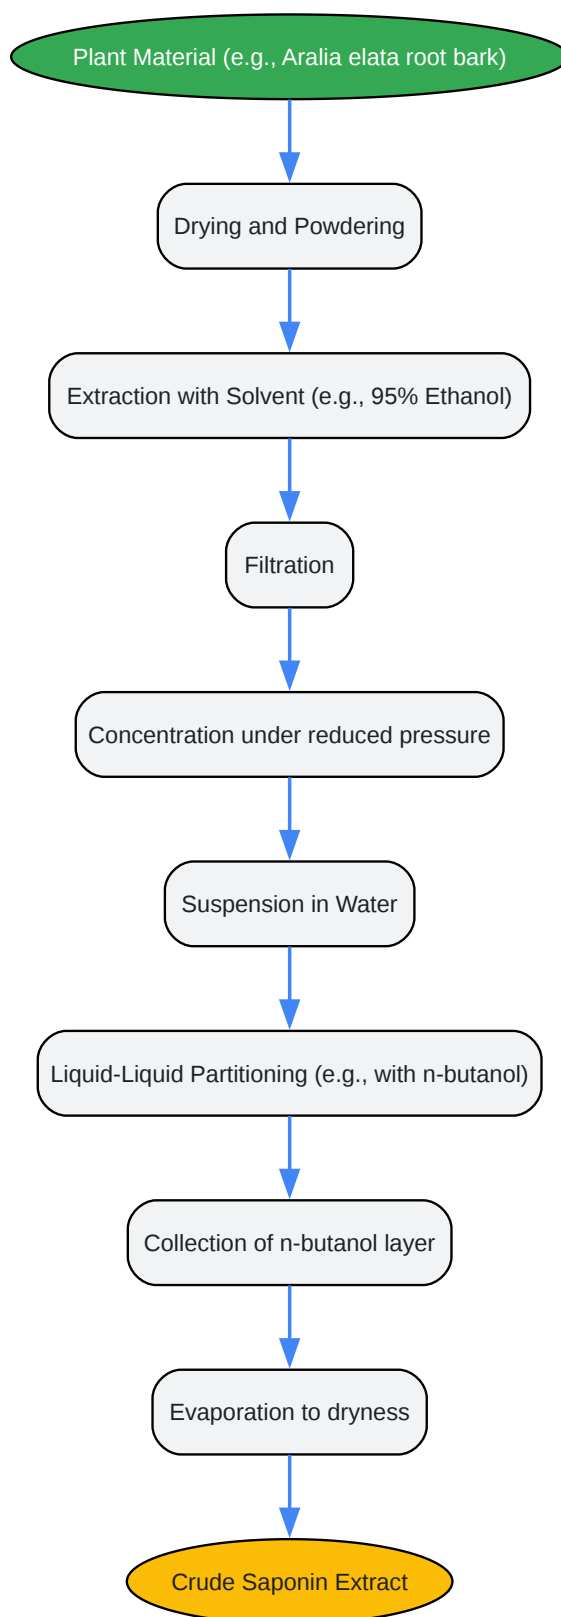 Plant Material (e.g., Aralia elata root bark)
Drying and Powdering
Extraction with Solvent (e.g., 95% Ethanol)
Filtration
Concentration under reduced pressure
Suspension in Water
Liquid-Liquid Partitioning (e.g., with n-butanol)
Collection of n-butanol layer
Evaporation to dryness
Crude Saponin Extract